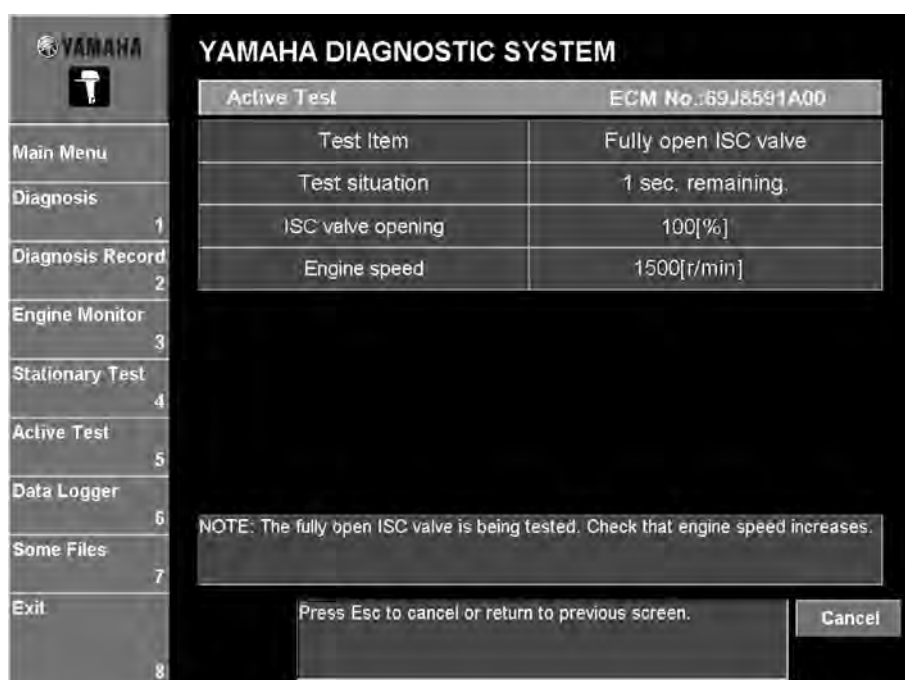 YAMAHA
YAMAHA DIAGNOSTIC SYSTEM
Active Test ECM No.:69J8591A00
Test Item Fully open ISC valve
Test situation 1 sec. remaining.
ISC valve opening 100[%]
Engine speed 1500[r/min]
Main Menu
Diagnosis
1
Diagnosis Record
2
Engine Monitor
3
Stationary Test
4
Active Test
5
Data Logger
6
Some Files
7
Exit
8
NOTE: The fully open ISC valve is being tested. Check that engine speed increases.
Press Esc to cancel or return to previous screen.
Cancel